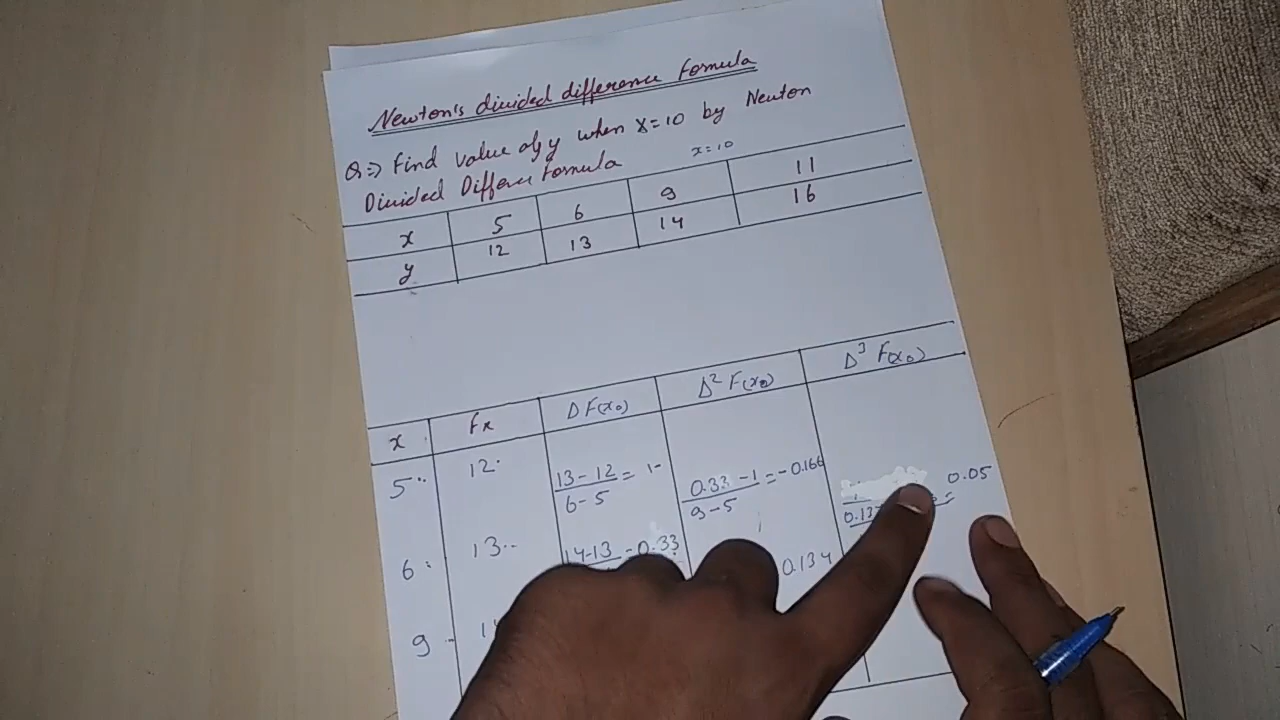 Newton's divided difference formula
Q⇒ Find value of y when x=10 by Newton
Divided Differe Formula
x=10
x 5 6 9 11
y 12 13 14 16
x Fx ΔF(x₀) Δ² F(x₀) Δ³ F(x₀)
5 12 13-12/6-5 = 1 0.33-1/9-5 = -0.166 = 0.05
6 13 14-13 = 0.33 0.134
9